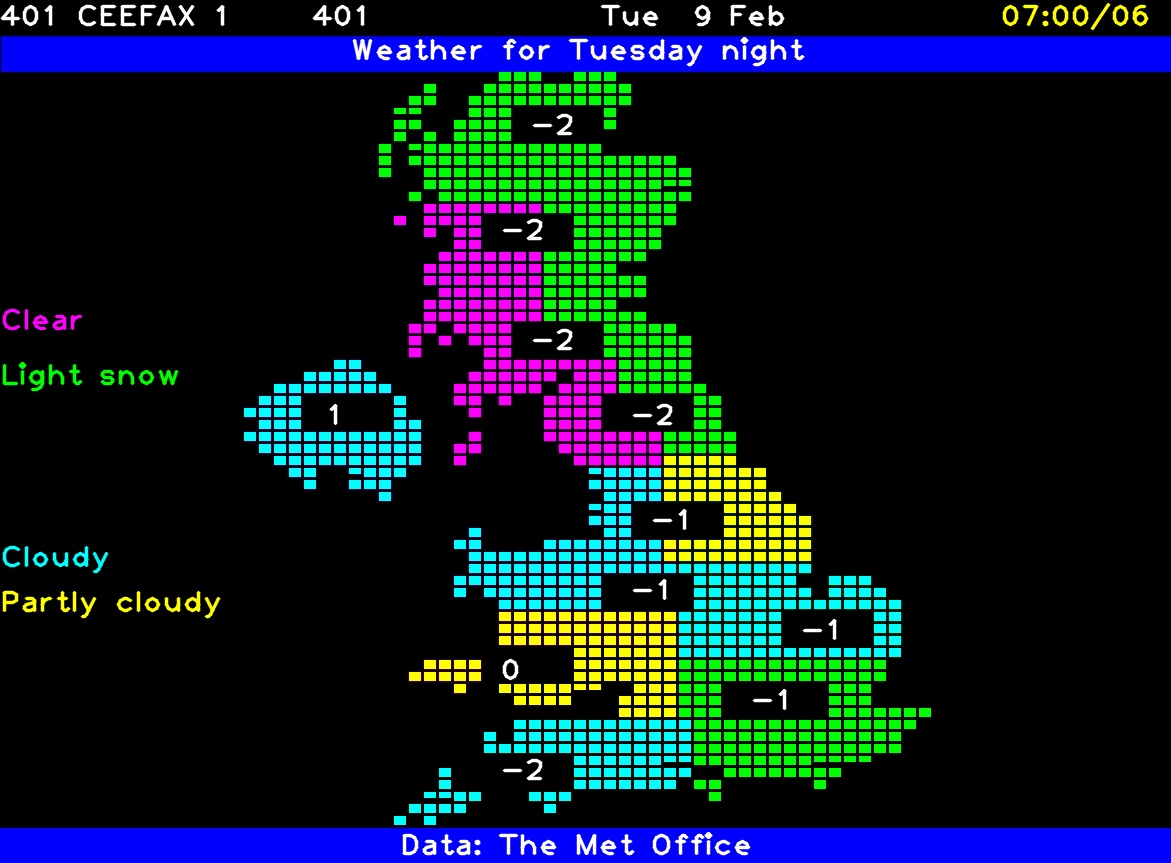 401 CEEFAX 1 401 Tue 9 Feb 07:00/06
Weather for Tuesday night
-2
-2
Clear
-2
Light snow
1 -2
-1
Cloudy
-1
Partly cloudy
-1
0
-1
-2
Data: The Met Office